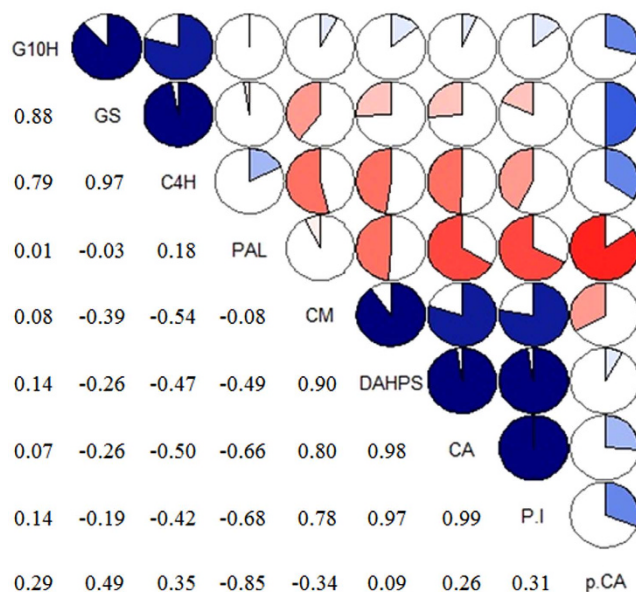 G10H
0.88 GS
0.79 0.97 C4H
0.01 -0.03 0.18 PAL
0.08 -0.39 -0.54 -0.08 CM
0.14 -0.26 -0.47 -0.49 0.90 DAHPS
0.07 -0.26 -0.50 -0.66 0.80 0.98 CA
0.14 -0.19 -0.42 -0.68 0.78 0.97 0.99 P.I
0.29 0.49 0.35 -0.85 -0.34 0.09 0.26 0.31 p.CA